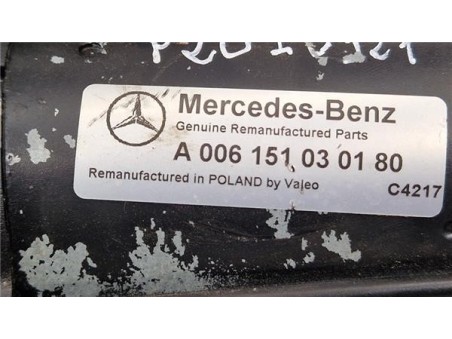 Mercedes-Benz
Genuine Remanufactured Parts
A 006 151 03 01 80
Remanufactured in POLAND by Valeo
C4217